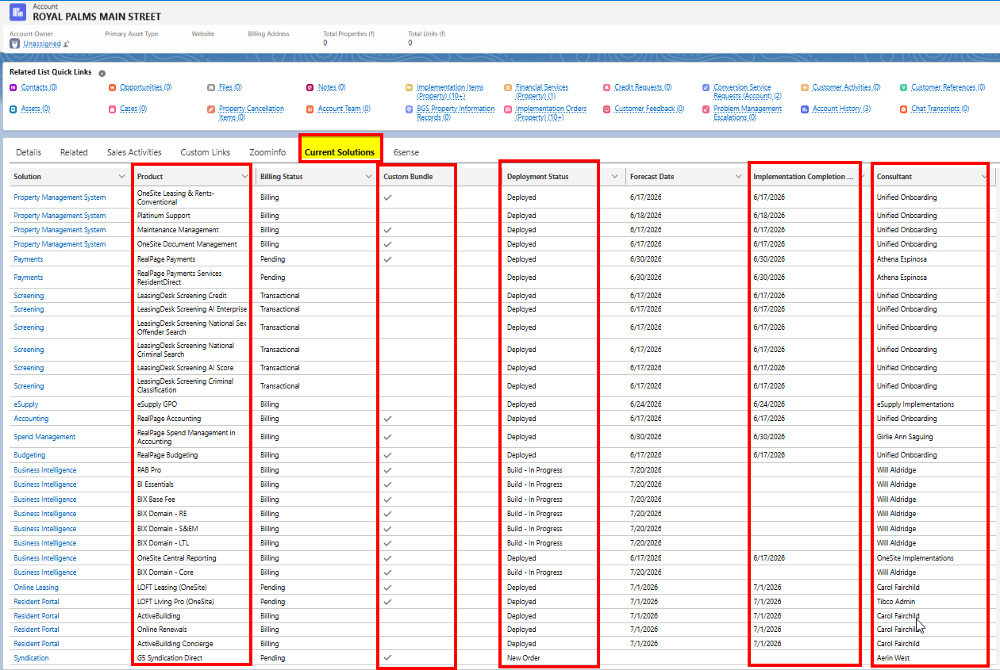 Account
ROYAL PALMS MAIN STREET
Account Owner Primary Asset Type Website Billing Address Total Properties (f) Total Units (f)
Unassigned 0 0
Related List Quick Links
Contacts (0) Opportunities (0) Files (0) Notes (0) Implementation Items (Property) (10+) Financial Services (Property) (1) Credit Requests (0) Conversion Service Requests (Account) (2) Customer Activities (0) Customer References (0)
Assets (0) Cases (0) Property Cancellation Items (0) Account Team (0) BGS Property Information Records (0) Implementation Orders (Property) (10+) Customer Feedback (0) Problem Management Escalations (0) Account History (3) Chat Transcripts (0)
Details Related Sales Activities Custom Links Zoominfo Current Solutions 6sense
Solution Product Billing Status Custom Bundle Deployment Status Forecast Date Implementation Completion ... Consultant
Property Management System OneSite Leasing & Rents-Conventional Billing ✓ Deployed 6/17/2026 6/17/2026 Unified Onboarding
Property Management System Platinum Support Billing Deployed 6/18/2026 6/18/2026 Unified Onboarding
Property Management System Maintenance Management Billing ✓ Deployed 6/17/2026 6/17/2026 Unified Onboarding
Property Management System OneSite Document Management Billing ✓ Deployed 6/17/2026 6/17/2026 Unified Onboarding
Payments RealPage Payments Pending ✓ Deployed 6/30/2026 6/30/2026 Athena Espinosa
Payments RealPage Payments Services ResidentDirect Pending Deployed 6/30/2026 6/30/2026 Athena Espinosa
Screening LeasingDesk Screening Credit Transactional Deployed 6/17/2026 6/17/2026 Unified Onboarding
Screening LeasingDesk Screening AI Enterprise Transactional Deployed 6/17/2026 6/17/2026 Unified Onboarding
Screening LeasingDesk Screening National Sex Offender Search Transactional Deployed 6/17/2026 6/17/2026 Unified Onboarding
Screening LeasingDesk Screening National Criminal Search Transactional Deployed 6/17/2026 6/17/2026 Unified Onboarding
Screening LeasingDesk Screening AI Score Transactional Deployed 6/17/2026 6/17/2026 Unified Onboarding
Screening LeasingDesk Screening Criminal Classification Transactional Deployed 6/17/2026 6/17/2026 Unified Onboarding
eSupply eSupply GPO Billing Deployed 6/24/2026 6/24/2026 eSupply Implementations
Accounting RealPage Accounting Billing ✓ Deployed 6/17/2026 6/17/2026 Unified Onboarding
Spend Management RealPage Spend Management in Accounting Billing ✓ Deployed 6/30/2026 6/30/2026 Girlie Ann Saguing
Budgeting RealPage Budgeting Billing ✓ Deployed 6/17/2026 6/17/2026 Unified Onboarding
Business Intelligence PAB Pro Billing ✓ Build - In Progress 7/20/2026 Will Aldridge
Business Intelligence BI Essentials Billing ✓ Build - In Progress 7/20/2026 Will Aldridge
Business Intelligence BIX Base Fee Billing ✓ Build - In Progress 7/20/2026 Will Aldridge
Business Intelligence BIX Domain - RE Billing ✓ Build - In Progress 7/20/2026 Will Aldridge
Business Intelligence BIX Domain - S&EM Billing ✓ Build - In Progress 7/20/2026 Will Aldridge
Business Intelligence BIX Domain - LTL Billing ✓ Build - In Progress 7/20/2026 Will Aldridge
Business Intelligence OneSite Central Reporting Billing ✓ Deployed 6/17/2026 6/17/2026 OneSite Implementations
Business Intelligence BIX Domain - Core Billing ✓ Build - In Progress 7/20/2026 Will Aldridge
Online Leasing LOFT Leasing (OneSite) Pending ✓ Deployed 7/1/2026 7/1/2026 Carol Fairchild
Resident Portal LOFT Living Pro (OneSite) Pending ✓ Deployed 7/1/2026 7/1/2026 Tibco Admin
Resident Portal ActiveBuilding Billing Deployed 7/1/2026 7/1/2026 Carol Fairchild
Resident Portal Online Renewals Billing Deployed 7/1/2026 7/1/2026 Carol Fairchild
Resident Portal ActiveBuilding Concierge Billing Deployed 7/1/2026 7/1/2026 Carol Fairchild
Syndication G5 Syndication Direct Pending ✓ New Order Aerin West